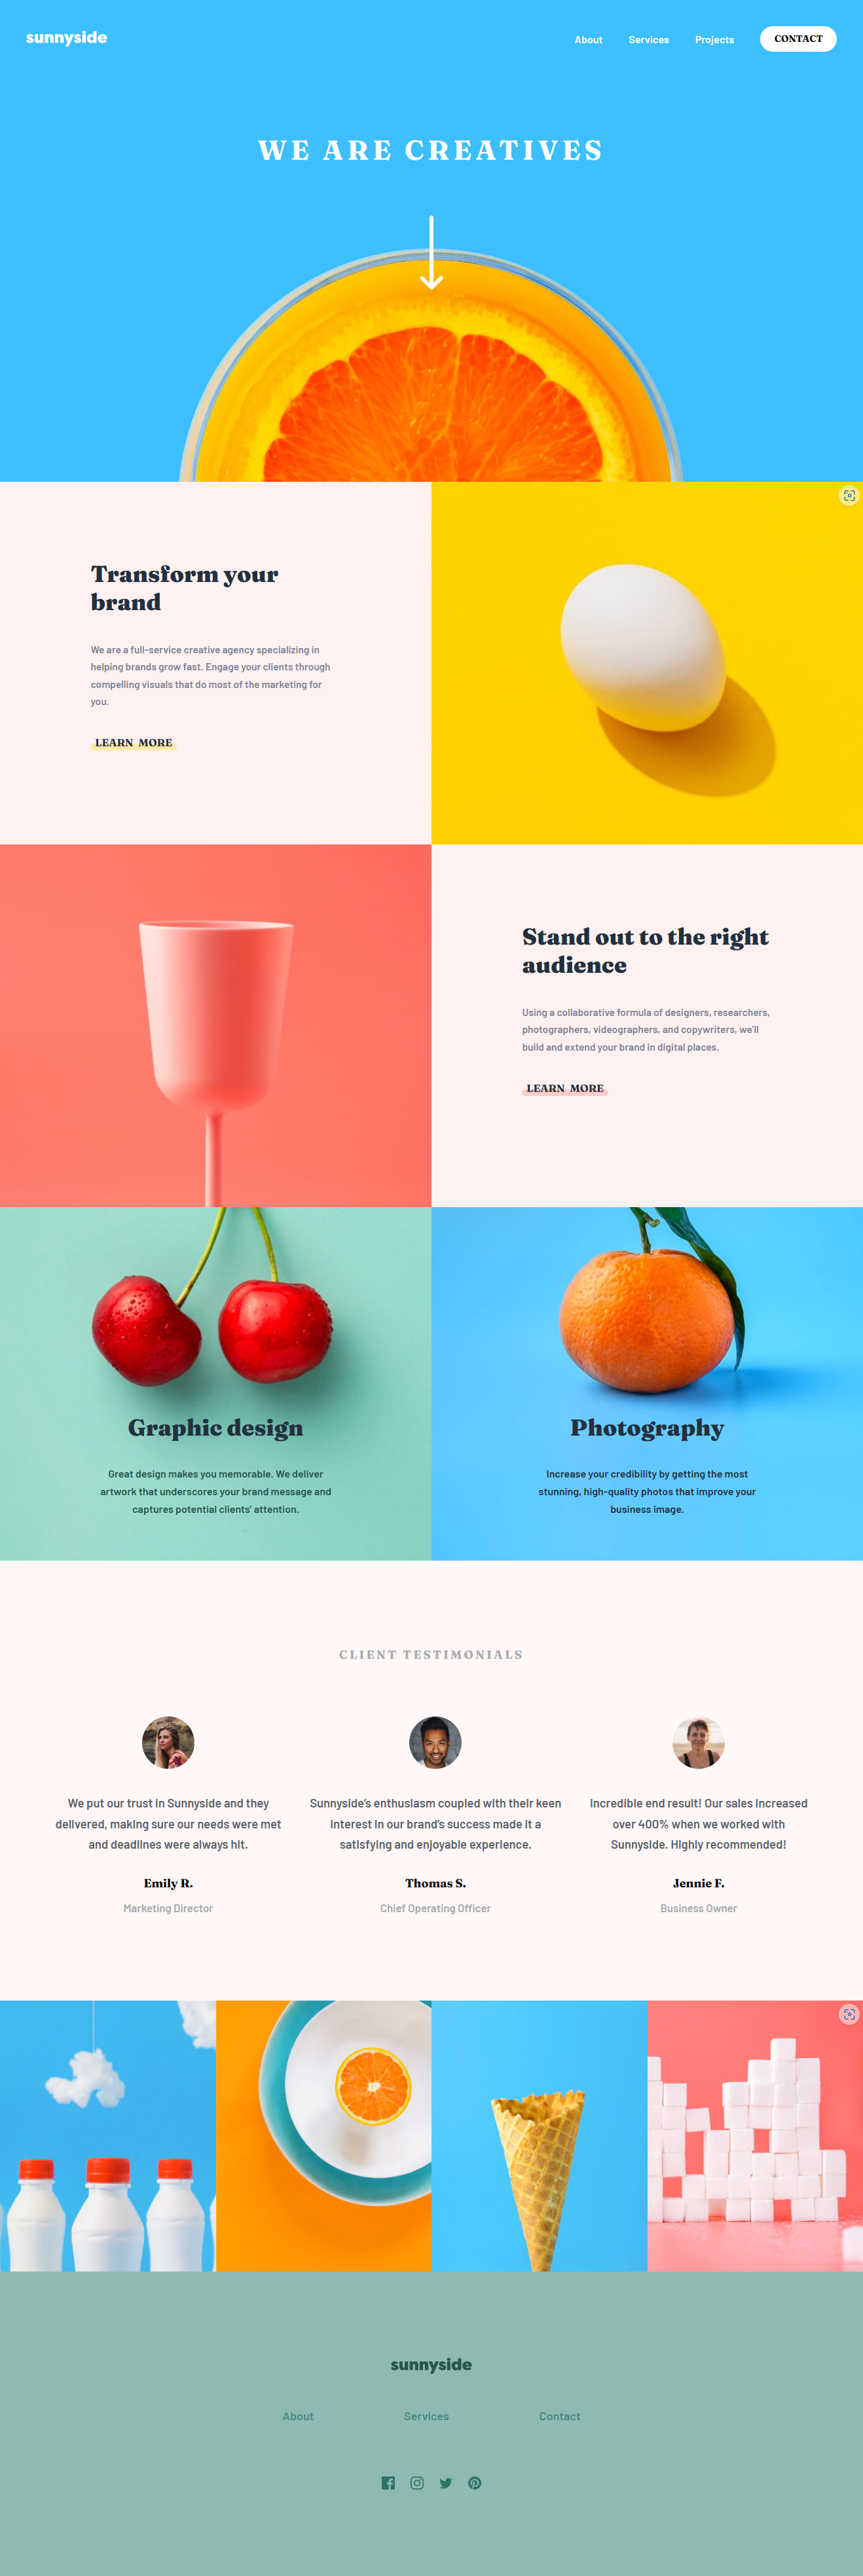 sunnyside
About Services Projects CONTACT
WE ARE CREATIVES
Transform your
brand
We are a full-service creative agency specializing in
helping brands grow fast. Engage your clients through
compelling visuals that do most of the marketing for
you.
LEARN MORE
Stand out to the right
audience
Using a collaborative formula of designers, researchers,
photographers, videographers, and copywriters, we'll
build and extend your brand in digital places.
LEARN MORE
Graphic design
Great design makes you memorable. We deliver
artwork that underscores your brand message and
captures potential clients' attention.
Photography
Increase your credibility by getting the most
stunning, high-quality photos that improve your
business image.
CLIENT TESTIMONIALS
We put our trust in Sunnyside and they
delivered, making sure our needs were met
and deadlines were always hit.
Emily R.
Marketing Director
Sunnyside's enthusiasm coupled with their keen
interest in our brand's success made it a
satisfying and enjoyable experience.
Thomas S.
Chief Operating Officer
Incredible end result! Our sales increased
over 400% when we worked with
Sunnyside. Highly recommended!
Jennie F.
Business Owner
sunnyside
About Services Contact